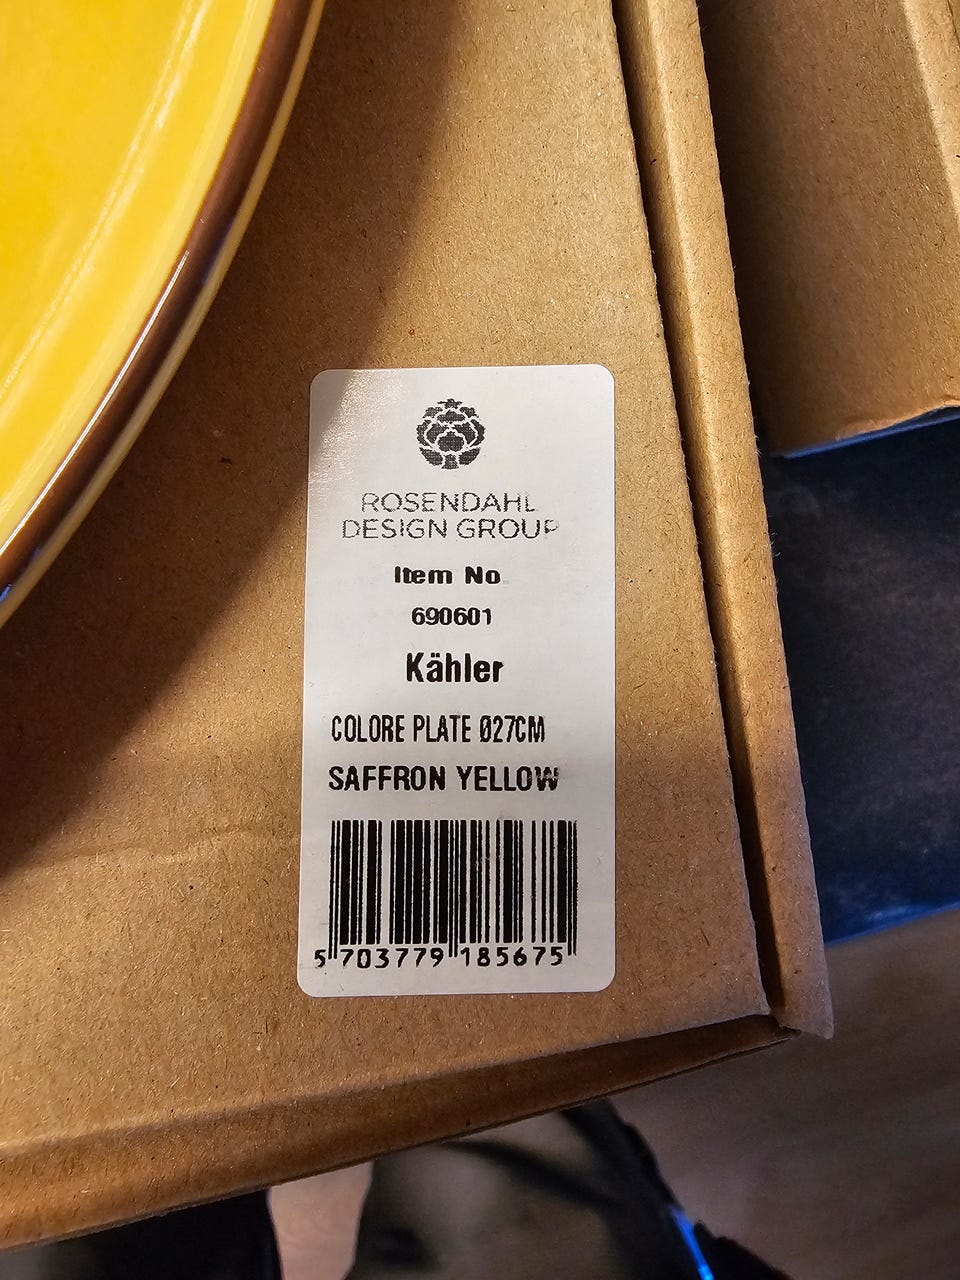 ROSENDAHL
DESIGN GROUP
Item No
690601
Kähler
COLORE PLATE Ø27CM
SAFFRON YELLOW
5 703779 185675